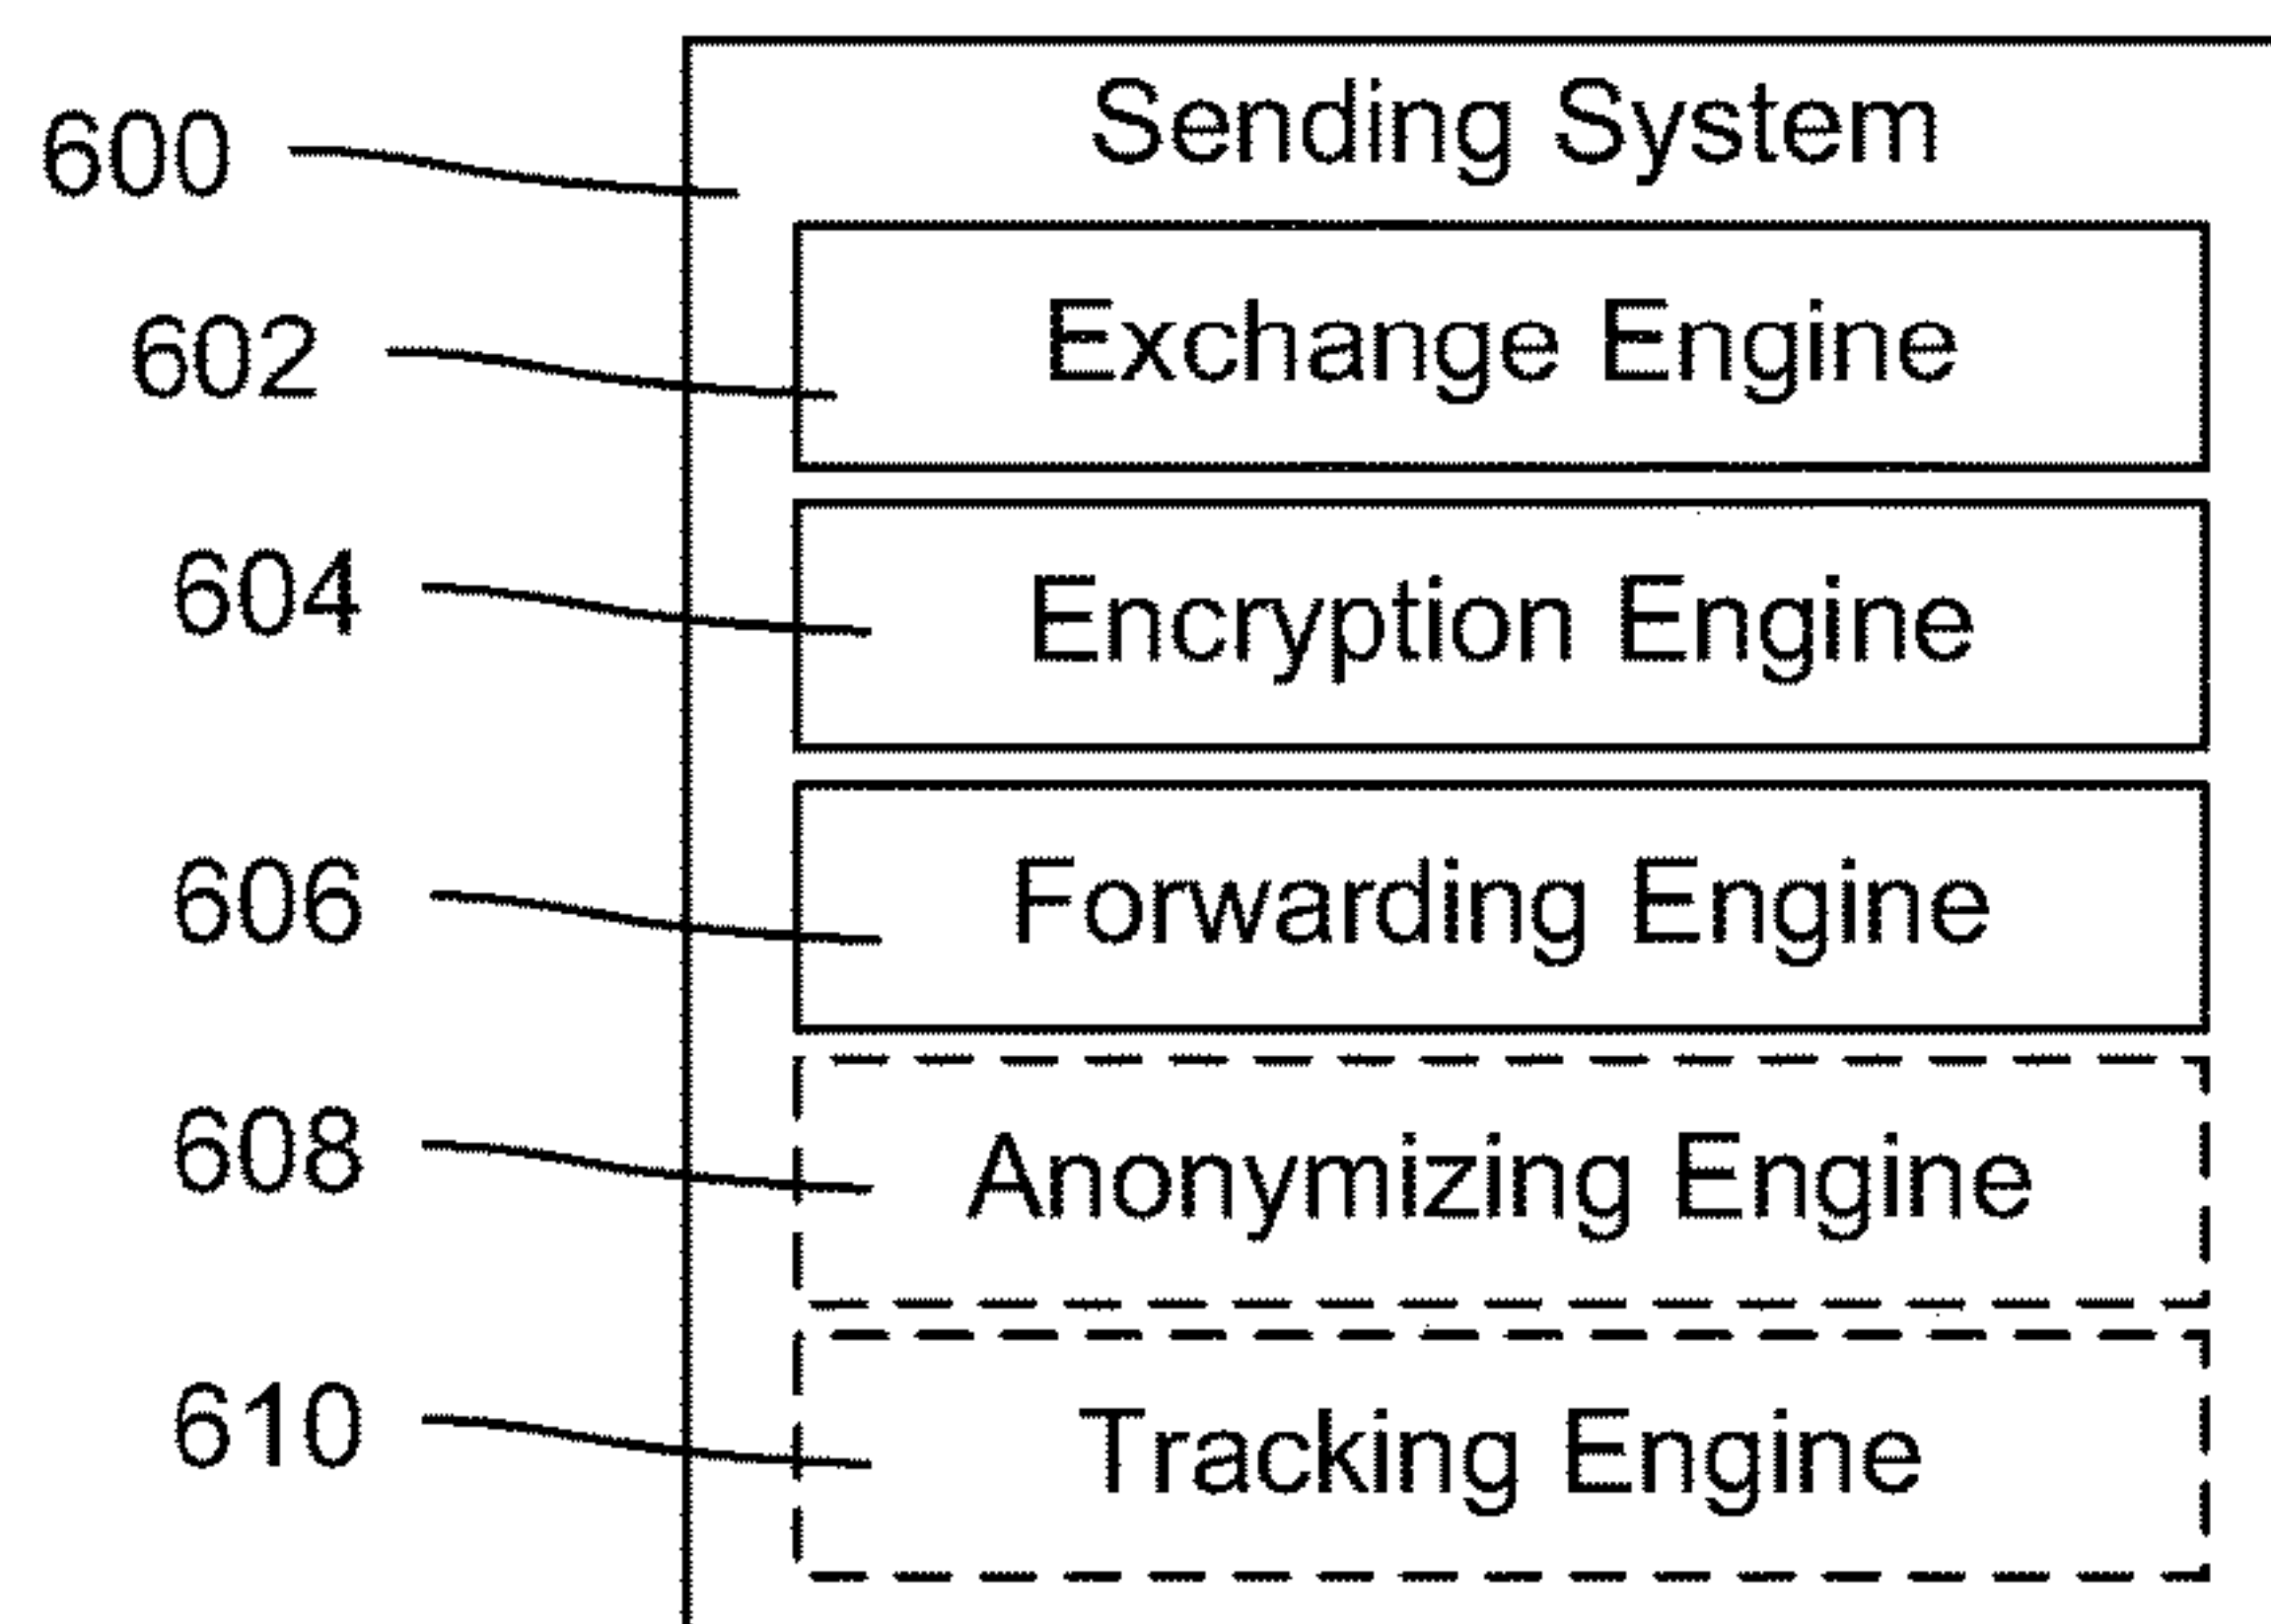 Sending System
600
Exchange Engine
602
Encryption Engine
604
Forwarding Engine
606
Anonymizing Engine
608
Tracking Engine
610